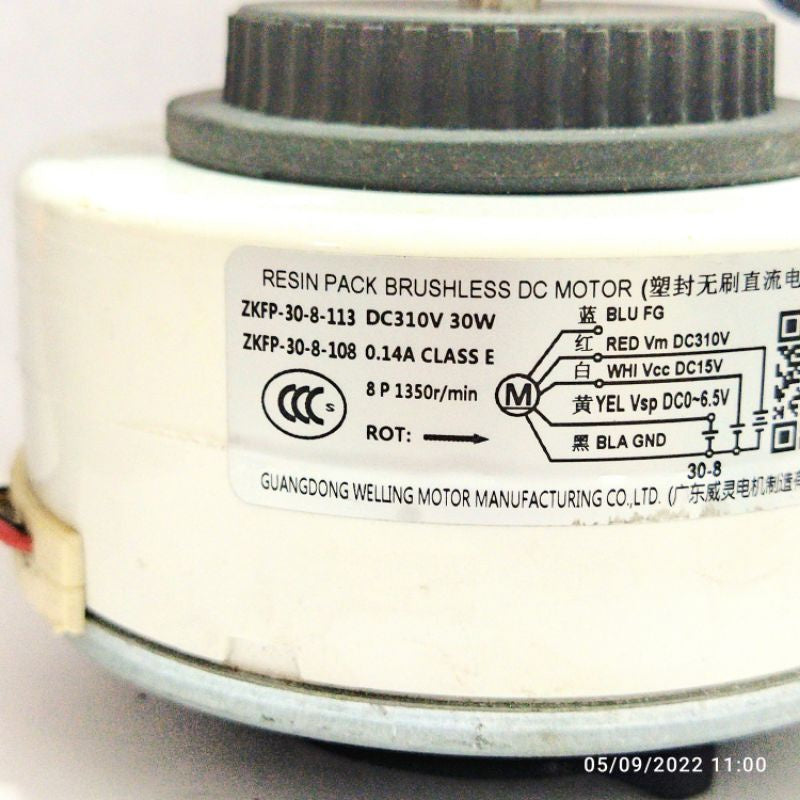 RESIN PACK BRUSHLESS DC MOTOR (塑封无刷直流电
ZKFP-30-8-113 DC310V 30W
ZKFP-30-8-108 0.14A CLASS E
CCC S
8 P 1350r/min
ROT:
M
蓝 BLU FG
红 RED Vm DC310V
白 WHI Vcc DC15V
黄 YEL Vsp DC0~6.5V
黑 BLA GND
30-8
GUANGDONG WELLING MOTOR MANUFACTURING CO.,LTD. (广东威灵电机制造
05/09/2022 11:00